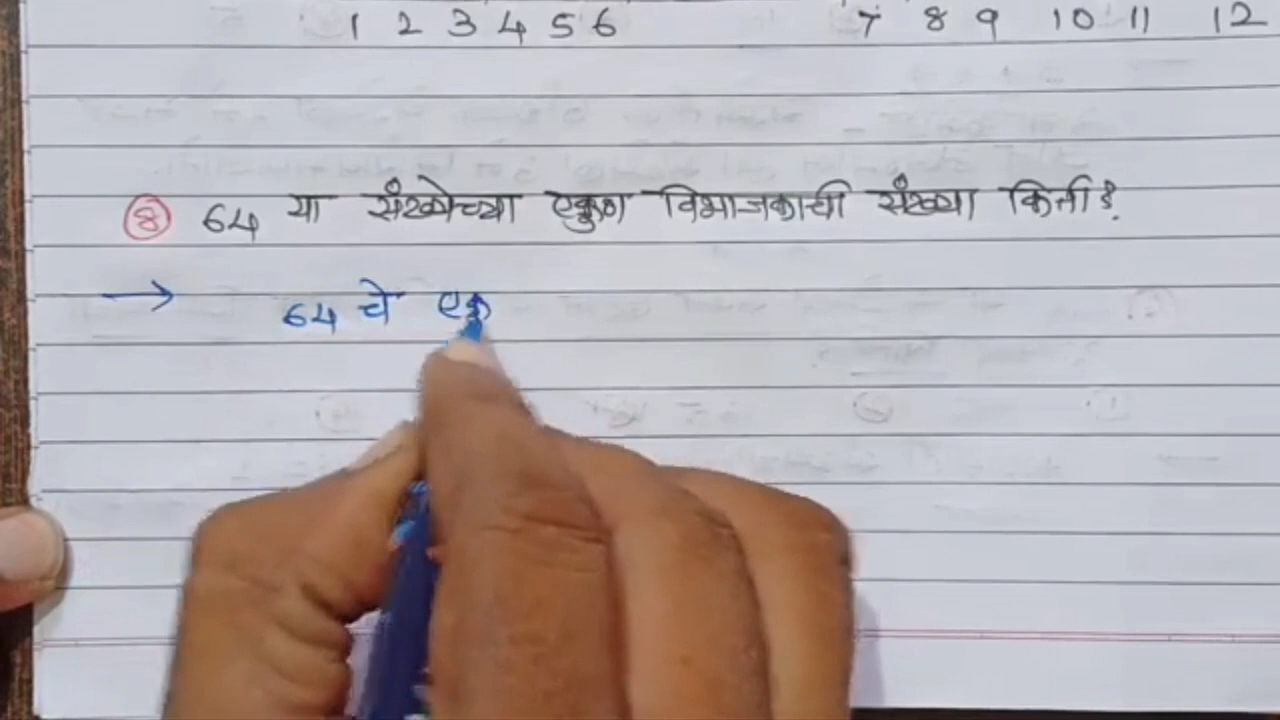 1 2 3 4 5 6 7 8 9 10 11 12
8 64 या संख्येच्या एकूण विभाजकाची संख्या किती?
→ 64 चे एकू